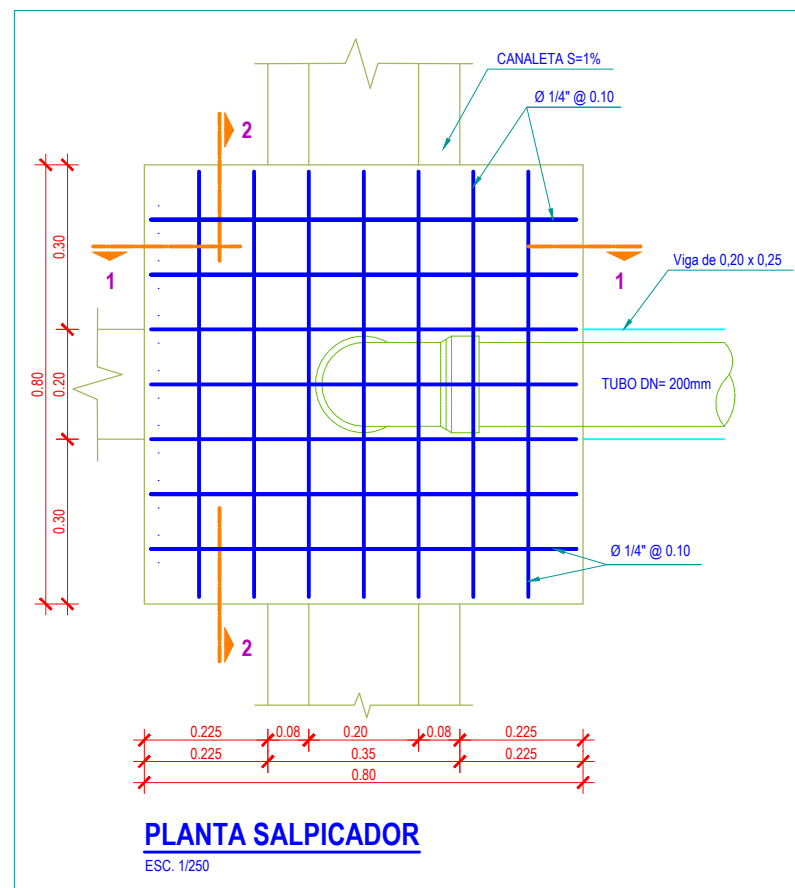 CANALETA S=1%
Ø 1/4" @ 0.10
2
1
1
0.30
Viga de 0,20 x 0,25
0.80
0.20
TUBO DN= 200mm
0.30
Ø 1/4" @ 0.10
2
0.225 0.08 0.20 0.08 0.225
0.225 0.35 0.225
0.80
PLANTA SALPICADOR
ESC. 1/250